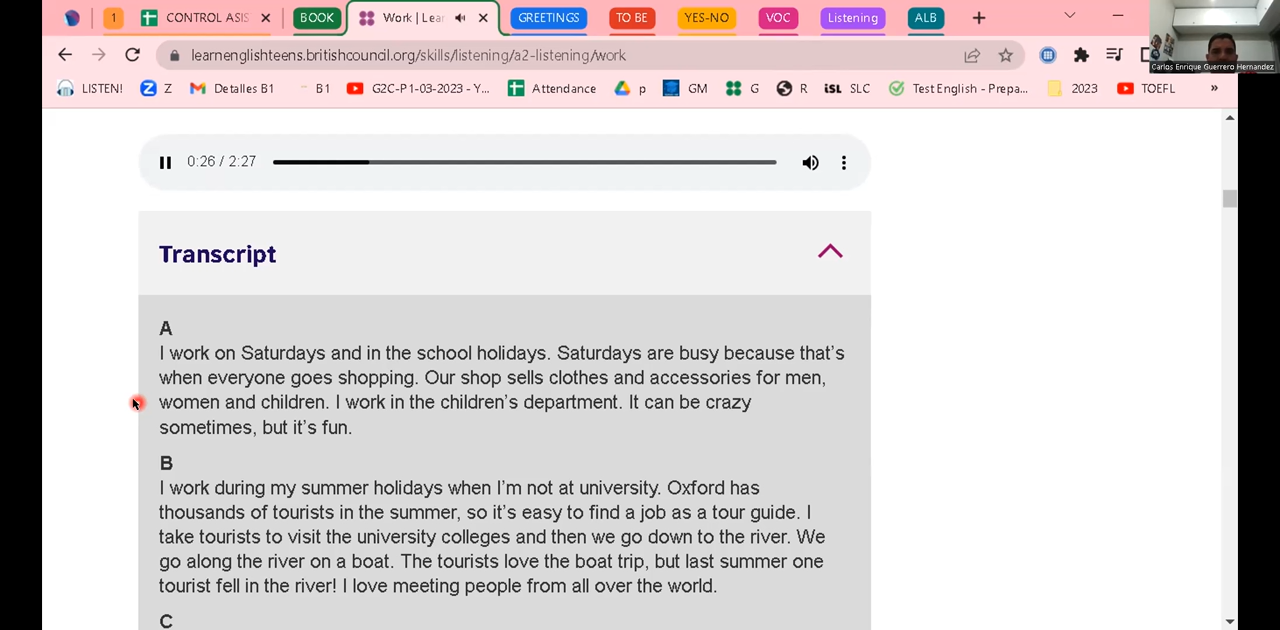 1 CONTROL ASIS BOOK Work | Lear GREETINGS TO BE YES-NO VOC Listening ALB
learnenglishteens.britishcouncil.org/skills/listening/a2-listening/work
Carlos Enrique Guerrero Hernandez
LISTEN! Z Z Detalles B1 B1 G2C-P1-03-2023 - Y... Attendance p GM G R iSL SLC Test English - Prepa... 2023 TOEFL »
0:26 / 2:27
Transcript
A
I work on Saturdays and in the school holidays. Saturdays are busy because that's
when everyone goes shopping. Our shop sells clothes and accessories for men,
women and children. I work in the children's department. It can be crazy
sometimes, but it's fun.
B
I work during my summer holidays when I'm not at university. Oxford has
thousands of tourists in the summer, so it's easy to find a job as a tour guide. I
take tourists to visit the university colleges and then we go down to the river. We
go along the river on a boat. The tourists love the boat trip, but last summer one
tourist fell in the river! I love meeting people from all over the world.
C